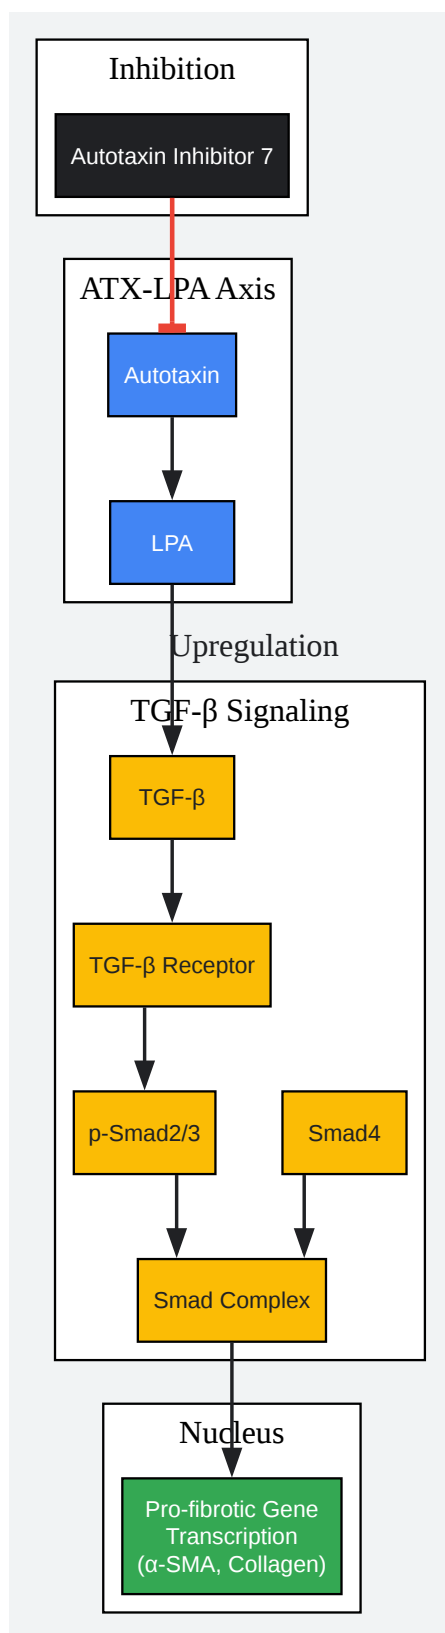 Inhibition
Autotaxin Inhibitor 7
ATX-LPA Axis
Autotaxin
LPA
Upregulation
TGF-β Signaling
TGF-β
TGF-β Receptor
p-Smad2/3
Smad4
Smad Complex
Nucleus
Pro-fibrotic Gene
Transcription
(α-SMA, Collagen)